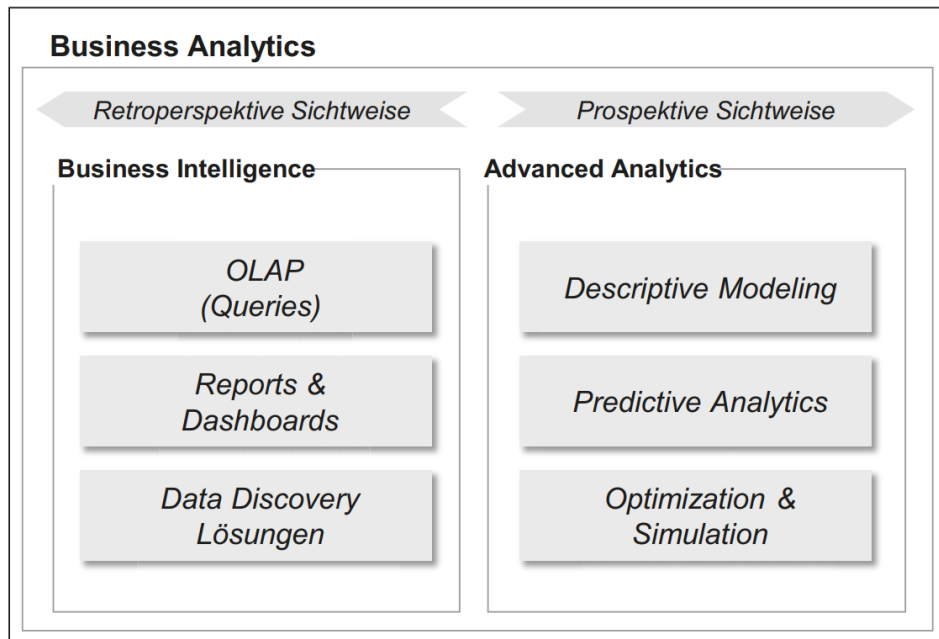 Business Analytics
Retroperspektive Sichtweise
Prospektive Sichtweise
Business Intelligence
OLAP
(Queries)
Reports &
Dashboards
Data Discovery
Lösungen
Advanced Analytics
Descriptive Modeling
Predictive Analytics
Optimization &
Simulation